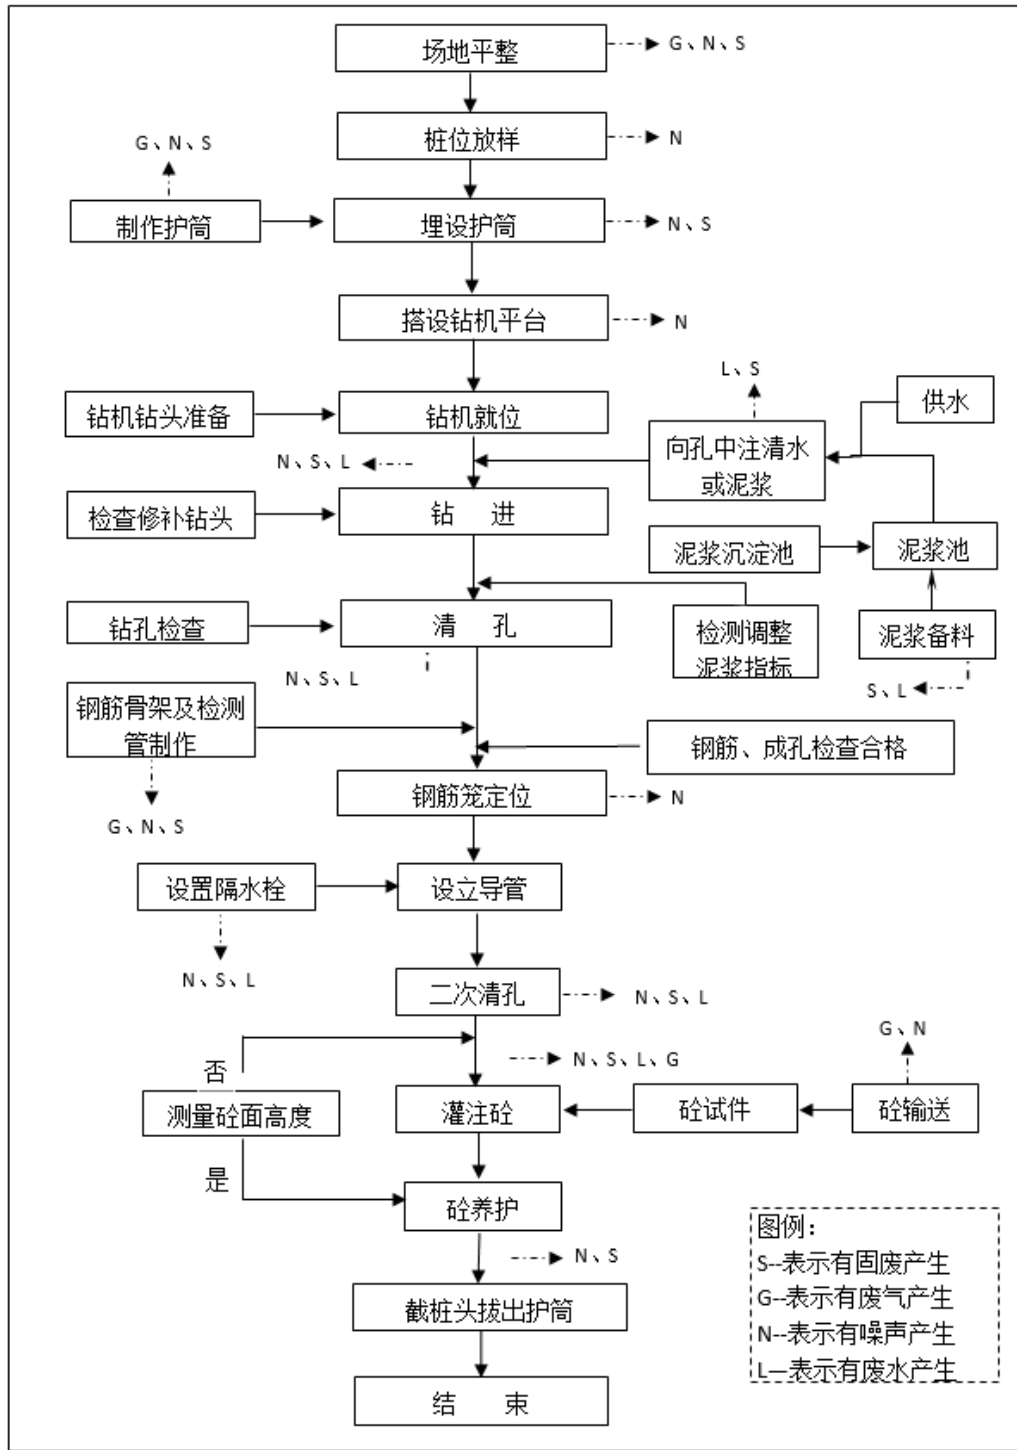 场地平整
G、N、S
桩位放样
N
G、N、S
制作护筒
埋设护筒
N、S
搭设钻机平台
N
L、S
供水
钻机钻头准备
钻机就位
向孔中注清水
或泥浆
N、S、L
检查修补钻头
钻 进
泥浆沉淀池
泥浆池
钻孔检查
清 孔
检测调整
泥浆指标
泥浆备料
N、S、L
S、L
钢筋骨架及检测
管制作
钢筋、成孔检查合格
钢筋笼定位
N
G、N、S
设置隔水栓
设立导管
N、S、L
二次清孔
N、S、L
G、N
否
N、S、L、G
测量砼面高度
灌注砼
砼试件
砼输送
是
砼养护
N、S
截桩头拔出护筒
结 束
图例：
S--表示有固废产生
G--表示有废气产生
N--表示有噪声产生
L—表示有废水产生